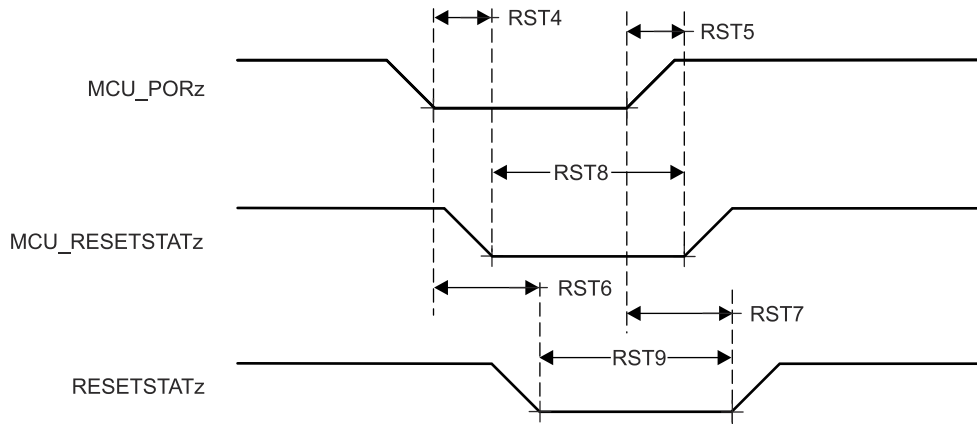 RST4
RST5
MCU_PORz
RST8
MCU_RESETSTATz
RST6
RST7
RST9
RESETSTATz